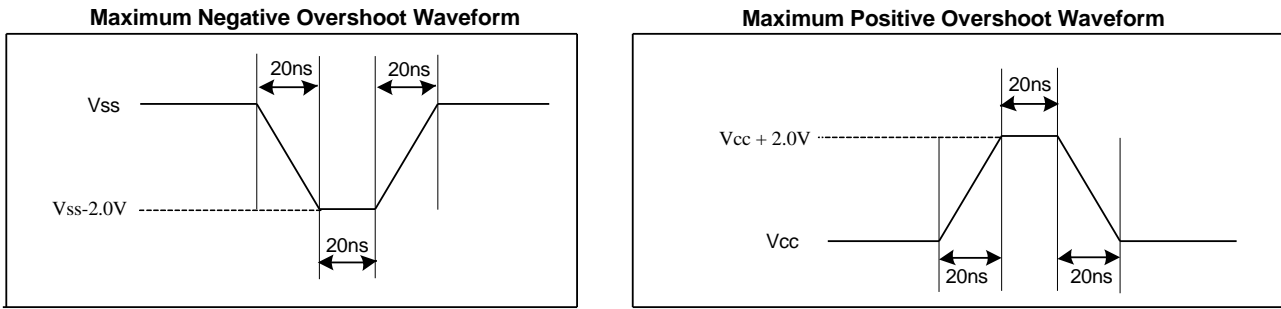 Maximum Negative Overshoot Waveform
20ns
20ns
Vss
Vss-2.0V
20ns
Maximum Positive Overshoot Waveform
20ns
Vcc + 2.0V
Vcc
20ns
20ns